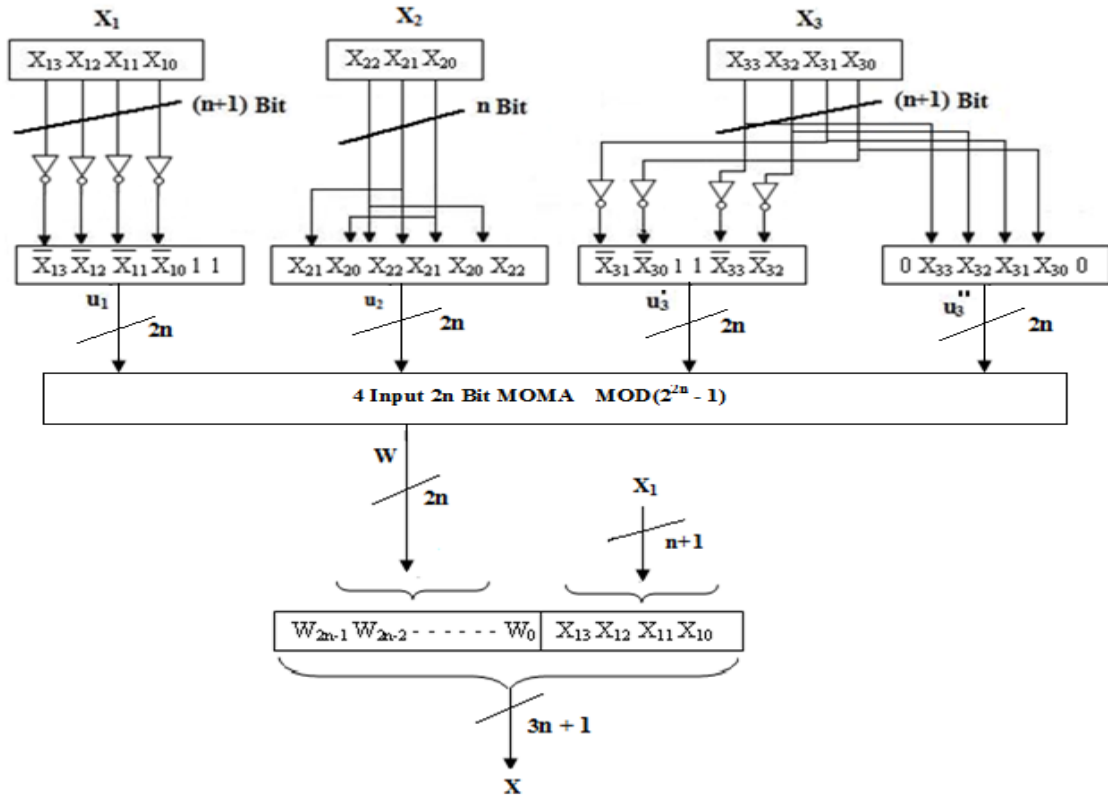 X₁ X₂ X₃
X₁₃ X₁₂ X₁₁ X₁₀
X₂₂ X₂₁ X₂₀
X₃₃ X₃₂ X₃₁ X₃₀
(n+1) Bit
n Bit
(n+1) Bit
X̅₁₃ X̅₁₂ X̅₁₁ X̅₁₀ 1 1
X₂₁ X₂₀ X₂₂ X₂₁ X₂₀ X₂₂
X̅₃₁ X̅₃₀ 1 1 X̅₃₃ X̅₃₂
0 X₃₃ X₃₂ X₃₁ X₃₀ 0
u₁ u₂ u₃' u₃''
2n 2n 2n 2n
4 Input 2n Bit MOMA MOD(2²ⁿ - 1)
W
2n
X₁
n+1
W₂ₙ₋₁ W₂ₙ₋₂ - - - - - - W₀ X₁₃ X₁₂ X₁₁ X₁₀
3n + 1
X